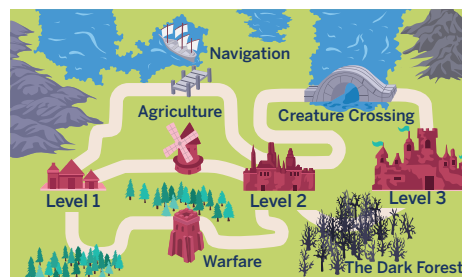 Navigation
Agriculture
Creature Crossing
Level 1
Level 2
Level 3
Warfare
The Dark Forest